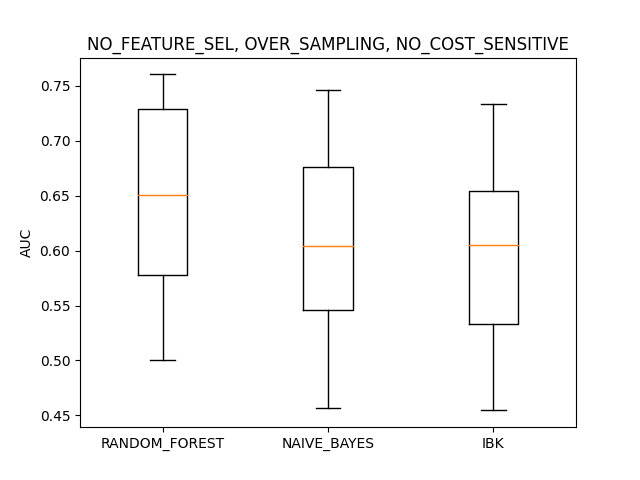 NO_FEATURE_SEL, OVER_SAMPLING, NO_COST_SENSITIVE
0.75
0.70
0.65
0.60
0.55
0.50
0.45
AUC
RANDOM_FOREST NAIVE_BAYES IBK